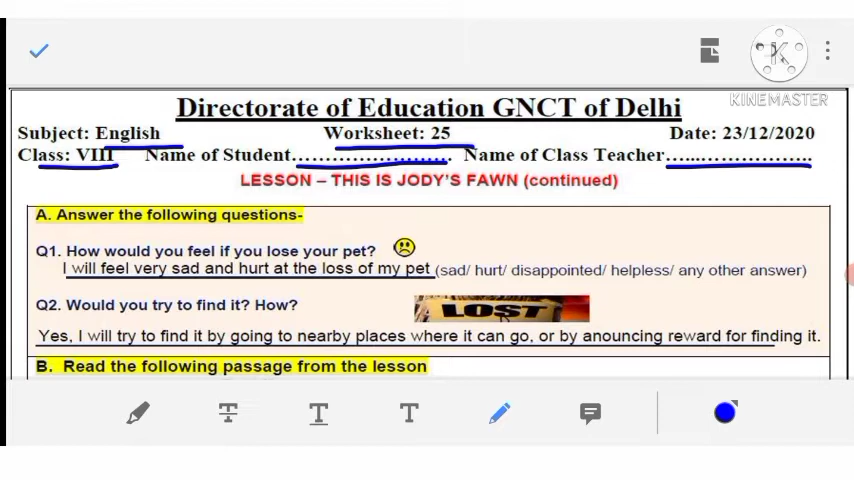 KINEMASTER
Directorate of Education GNCT of Delhi
Subject: English Worksheet: 25 Date: 23/12/2020
Class: VIII Name of Student........................ Name of Class Teacher......................
LESSON – THIS IS JODY'S FAWN (continued)
A. Answer the following questions-
Q1. How would you feel if you lose your pet?
I will feel very sad and hurt at the loss of my pet (sad/ hurt/ disappointed/ helpless/ any other answer)
Q2. Would you try to find it? How? LOST
Yes, I will try to find it by going to nearby places where it can go, or by anouncing reward for finding it.
B. Read the following passage from the lesson